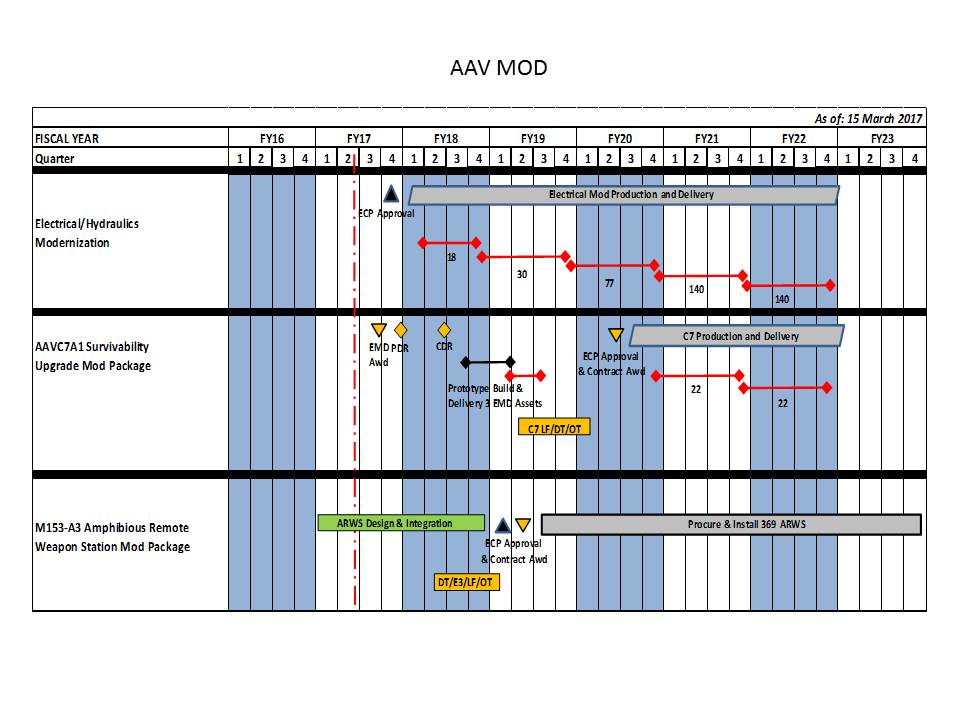 AAV MOD
As of: 15 March 2017
FISCAL YEAR FY16 FY17 FY18 FY19 FY20 FY21 FY22 FY23
Quarter 1 2 3 4 1 2 3 4 1 2 3 4 1 2 3 4 1 2 3 4 1 2 3 4 1 2 3 4 1 2 3 4
Electrical/Hydraulics
Modernization
Electrical Mod Production and Delivery
ECP Approval
18
30
77
140
140
AAVC7A1 Survivability
Upgrade Mod Package
EMD
Awd
PDR
CDR
Prototype Build &
Delivery 3 EMD Assets
C7 LF/DT/OT
ECP Approval
& Contract Awd
C7 Production and Delivery
22
22
M153-A3 Amphibious Remote
Weapon Station Mod Package
ARWS Design & Integration
DT/E3/LF/OT
ECP Approval
& Contract Awd
Procure & Install 369 ARWS